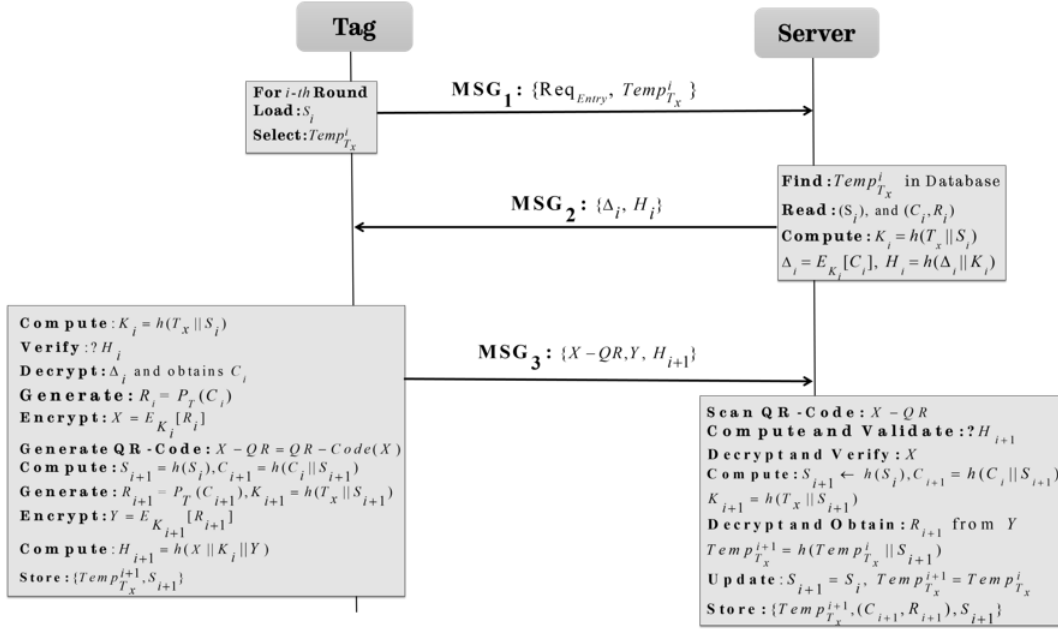 Tag
Server
For i-th Round
Load:S_i
Select:Temp^i_{T_x}
MSG_1: {Req_{Entry}, Temp^i_{T_x} }
Find:Temp^i_{T_x} in Database
Read:(S_i), and (C_i,R_i)
Compute:K_i = h(T_x||S_i)
Δ_i = E_{K_i}[C_i], H_i = h(Δ_i||K_i)
MSG_2: {Δ_i, H_i}
Compute:K_i = h(T_x||S_i)
Verify:?H_i
Decrypt:Δ_i and obtains C_i
Generate:R_i = P_T(C_i)
Encrypt:X = E_{K_i}[R_i]
Generate QR-Code:X − QR = QR − Code(X)
Compute:S_{i+1} = h(S_i),C_{i+1} = h(C_i||S_{i+1})
Generate:R_{i+1} − P_T(C_{i+1}),K_{i+1} = h(T_x||S_{i+1})
Encrypt:Y = E_{K_{i+1}}[R_{i+1}]
Compute:H_{i+1} = h(X||K_i||Y)
Store:{Temp^{i+1}_{T_x},S_{i+1}}
MSG_3: {X − QR,Y, H_{i+1}}
Scan QR-Code:X − QR
Compute and Validate:?H_{i+1}
Decrypt and Verify:X
Compute:S_{i+1} ← h(S_i),C_{i+1} = h(C_i||S_{i+1})
K_{i+1} = h(T_x||S_{i+1})
Decrypt and Obtain:R_{i+1} from Y
Temp^{i+1}_{T_x} = h(Temp^i_{T_x}||S_{i+1})
Update:S_{i+1} = S_i, Temp^{i+1}_{T_x} = Temp^i_{T_x}
Store:{Temp^{i+1}_{T_x},(C_{i+1},R_{i+1}),S_{i+1}}